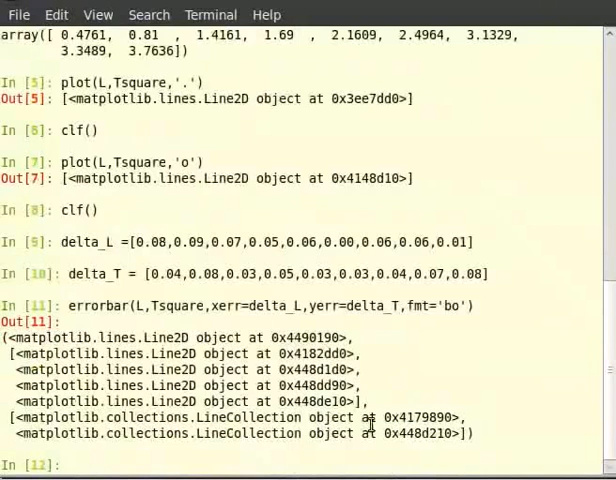 File Edit View Search Terminal Help
array([ 0.4761, 0.81 , 1.4161, 1.69 , 2.1609, 2.4964, 3.1329,
3.3489, 3.7636])
In [5]: plot(L,Tsquare,'.')
Out[5]: [<matplotlib.lines.Line2D object at 0x3ee7dd0>]
In [6]: clf()
In [7]: plot(L,Tsquare,'o')
Out[7]: [<matplotlib.lines.Line2D object at 0x4148d10>]
In [8]: clf()
In [9]: delta_L =[0.08,0.09,0.07,0.05,0.06,0.00,0.06,0.06,0.01]
In [10]: delta_T = [0.04,0.08,0.03,0.05,0.03,0.03,0.04,0.07,0.08]
In [11]: errorbar(L,Tsquare,xerr=delta_L,yerr=delta_T,fmt='bo')
Out[11]:
(<matplotlib.lines.Line2D object at 0x4490190>,
[<matplotlib.lines.Line2D object at 0x4182dd0>,
<matplotlib.lines.Line2D object at 0x448d1d0>,
<matplotlib.lines.Line2D object at 0x448dd90>,
<matplotlib.lines.Line2D object at 0x448de10>],
[<matplotlib.collections.LineCollection object at 0x4179890>,
<matplotlib.collections.LineCollection object at 0x448d210>])
In [12]: